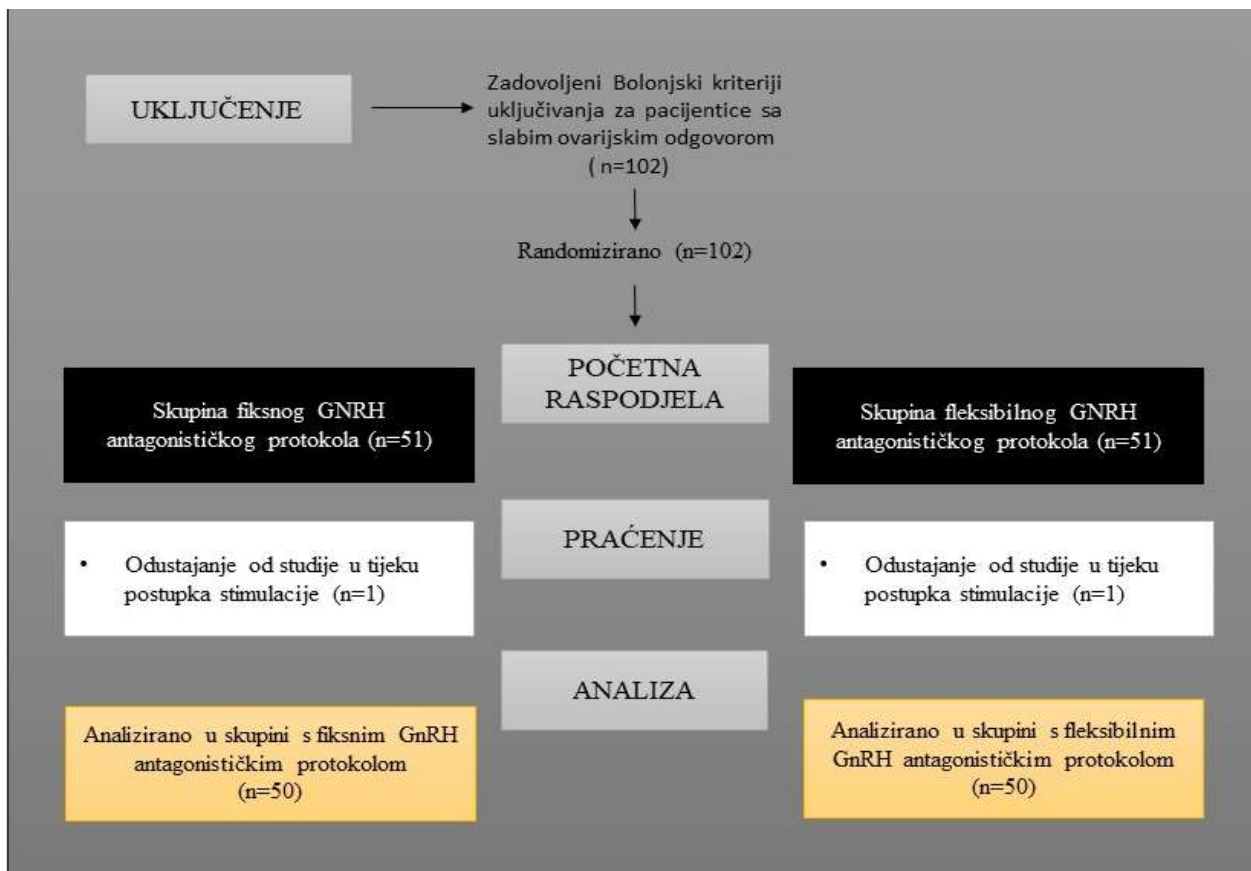 UKLJUČENJE
Zadovoljeni Bolonjski kriteriji
uključivanja za pacijentice sa
slabim ovarijskim odgovorom
( n=102)
Randomizirano (n=102)
POČETNA
RASPODJELA
Skupina fiksnog GNRH
antagonističkog protokola (n=51)
Skupina fleksibilnog GNRH
antagonističkog protokola (n=51)
PRAĆENJE
• Odustajanje od studije u tijeku
postupka stimulacije (n=1)
• Odustajanje od studije u tijeku
postupka stimulacije (n=1)
ANALIZA
Analizirano u skupini s fiksnim GnRH
antagonističkim protokolom
(n=50)
Analizirano u skupini s fleksibilnim
GnRH antagonističkim protokolom
(n=50)